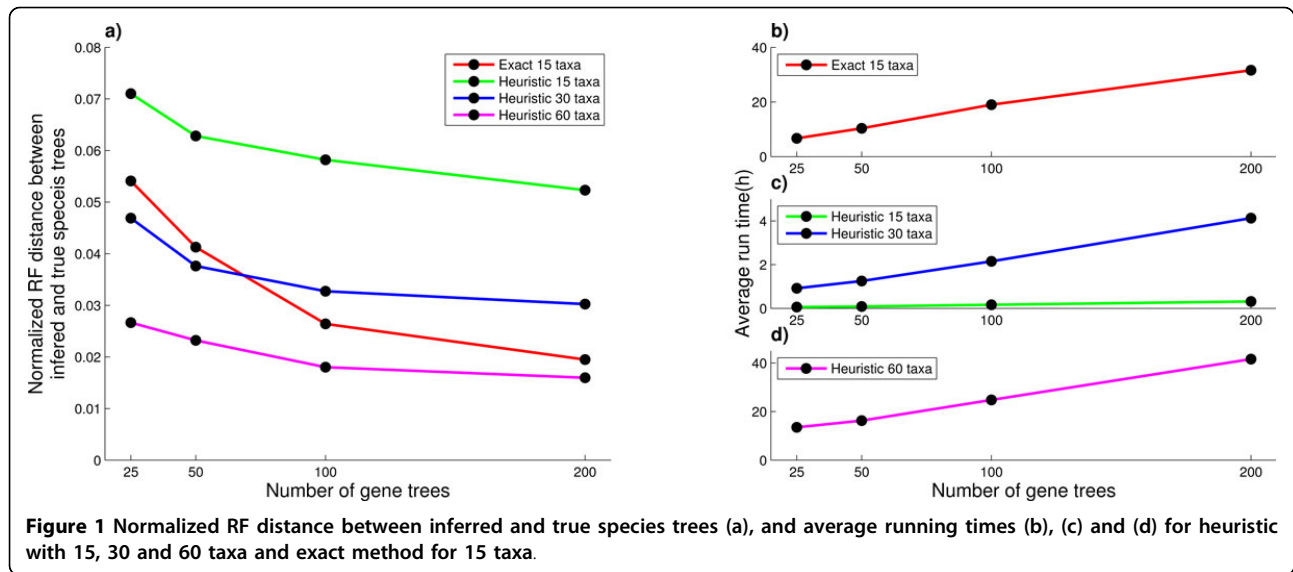 a)
Normalized RF distance between
infered and true speceis trees
0.08
0.07
0.06
0.05
0.04
0.03
0.02
0.01
0
Exact 15 taxa
Heuristic 15 taxa
Heuristic 30 taxa
Heuristic 60 taxa
25 50 100 200
Number of gene trees
b)
Average run time(h)
40
20
0
Exact 15 taxa
25 50 100 200
c)
4
2
0
Heuristic 15 taxa
Heuristic 30 taxa
25 50 100 200
d)
40
20
0
Heuristic 60 taxa
25 50 100 200
Number of gene trees
Figure 1 Normalized RF distance between inferred and true species trees (a), and average running times (b), (c) and (d) for heuristic
with 15, 30 and 60 taxa and exact method for 15 taxa.